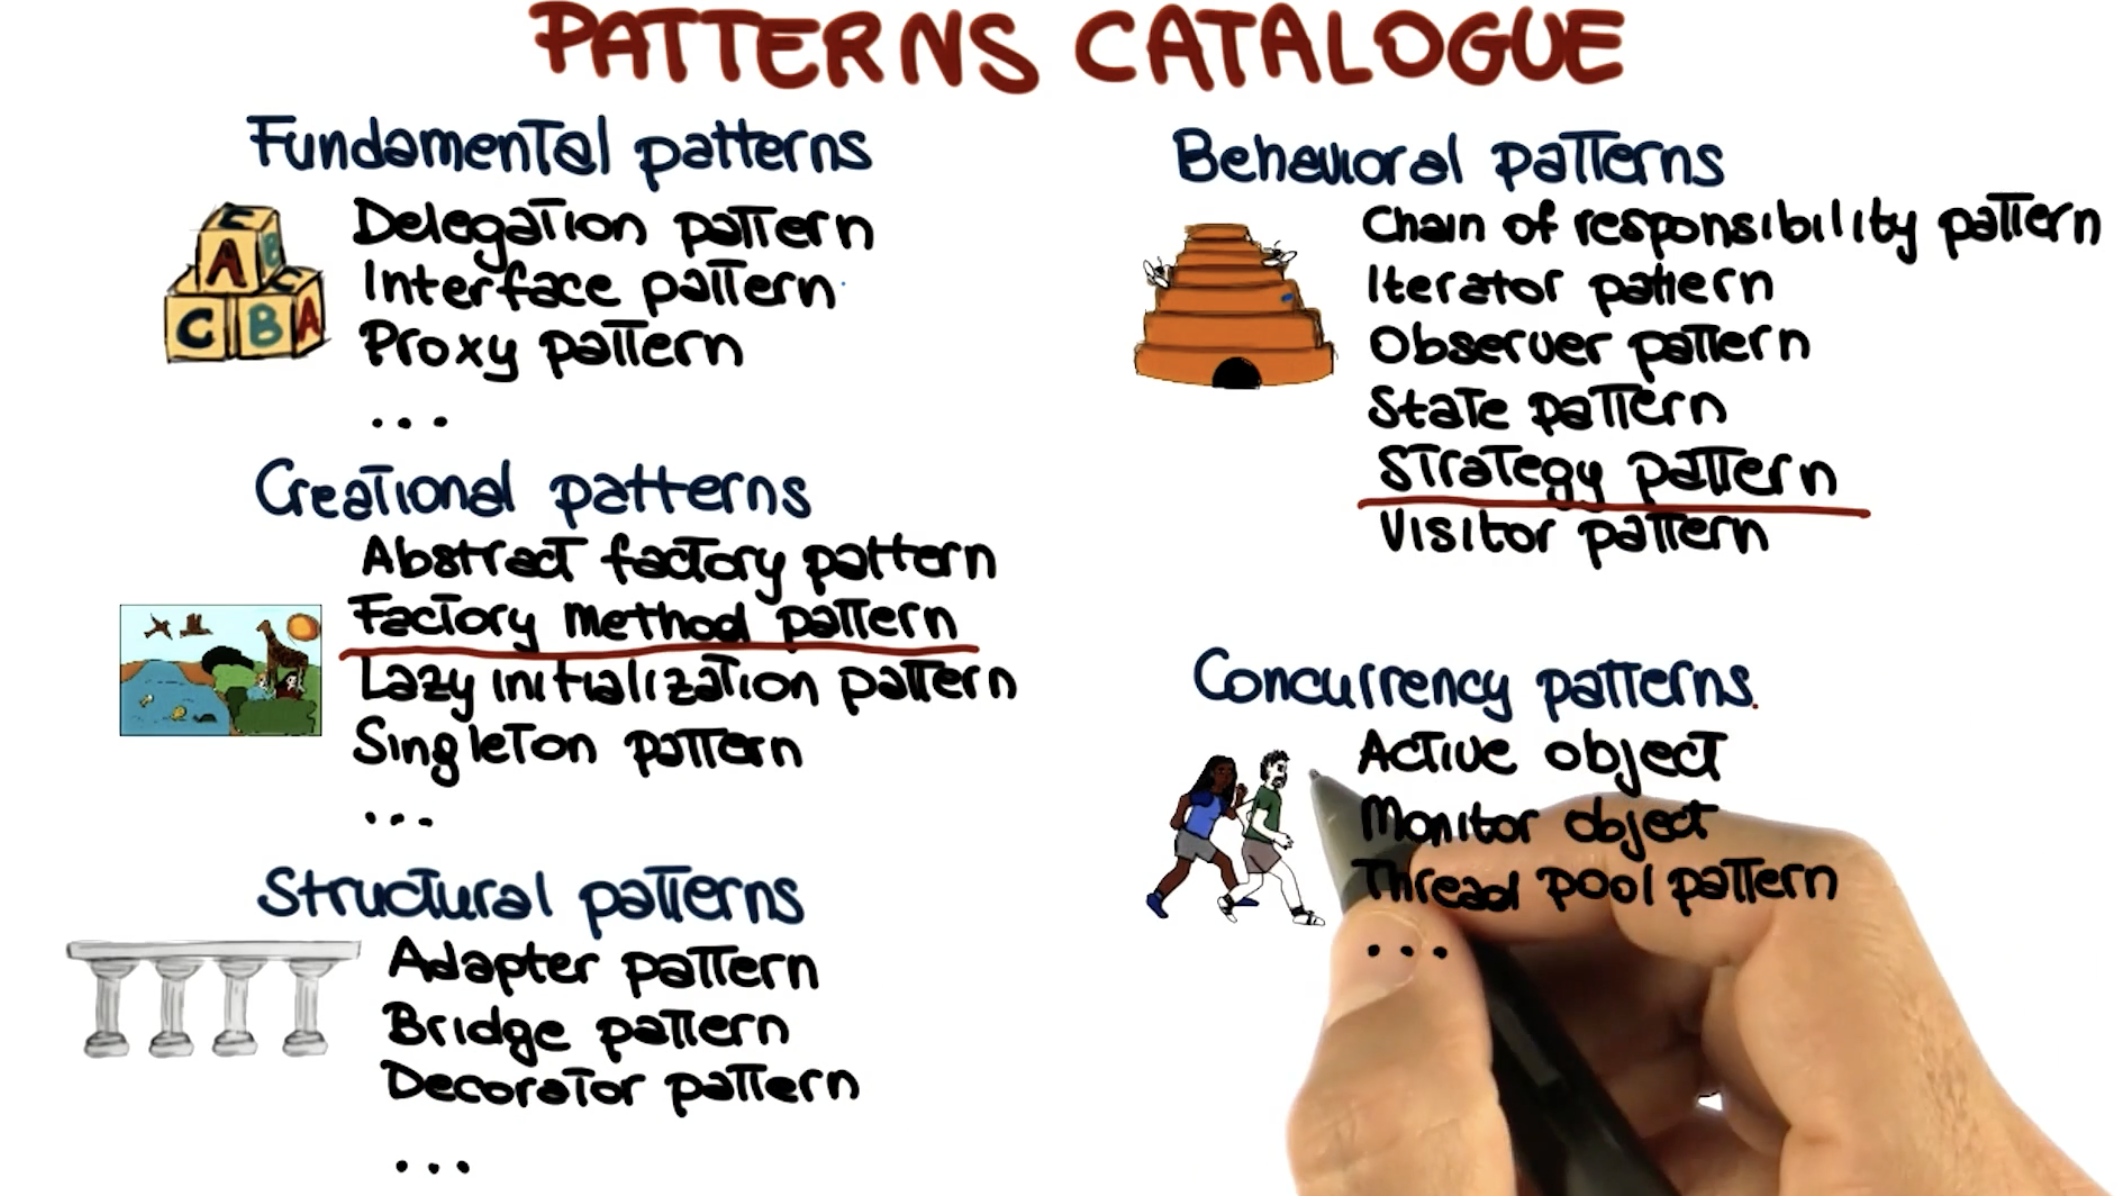 PATTERNS CATALOGUE
Fundamental patterns
Delegation pattern
Interface pattern
Proxy pattern
...
Creational patterns
Abstract factory pattern
Factory method pattern
Lazy initialization pattern
Singleton pattern
...
Structural patterns
Adapter pattern
Bridge pattern
Decorator pattern
...
Behavioral patterns
Chain of responsibility pattern
Iterator pattern
Observer pattern
State pattern
Strategy pattern
Visitor pattern
Concurrency patterns
Active object
Monitor object
Thread pool pattern
...
E
A B C
C B A